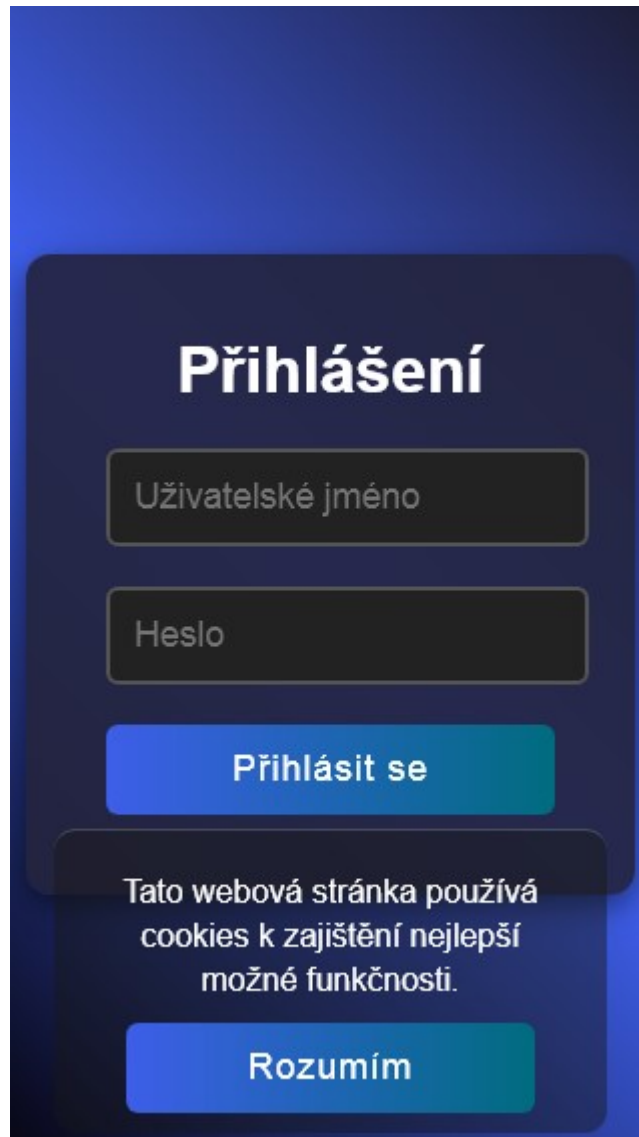 Přihlášení
Uživatelské jméno
Heslo
Přihlásit se
Tato webová stránka používá
cookies k zajištění nejlepší
možné funkčnosti.
Rozumím